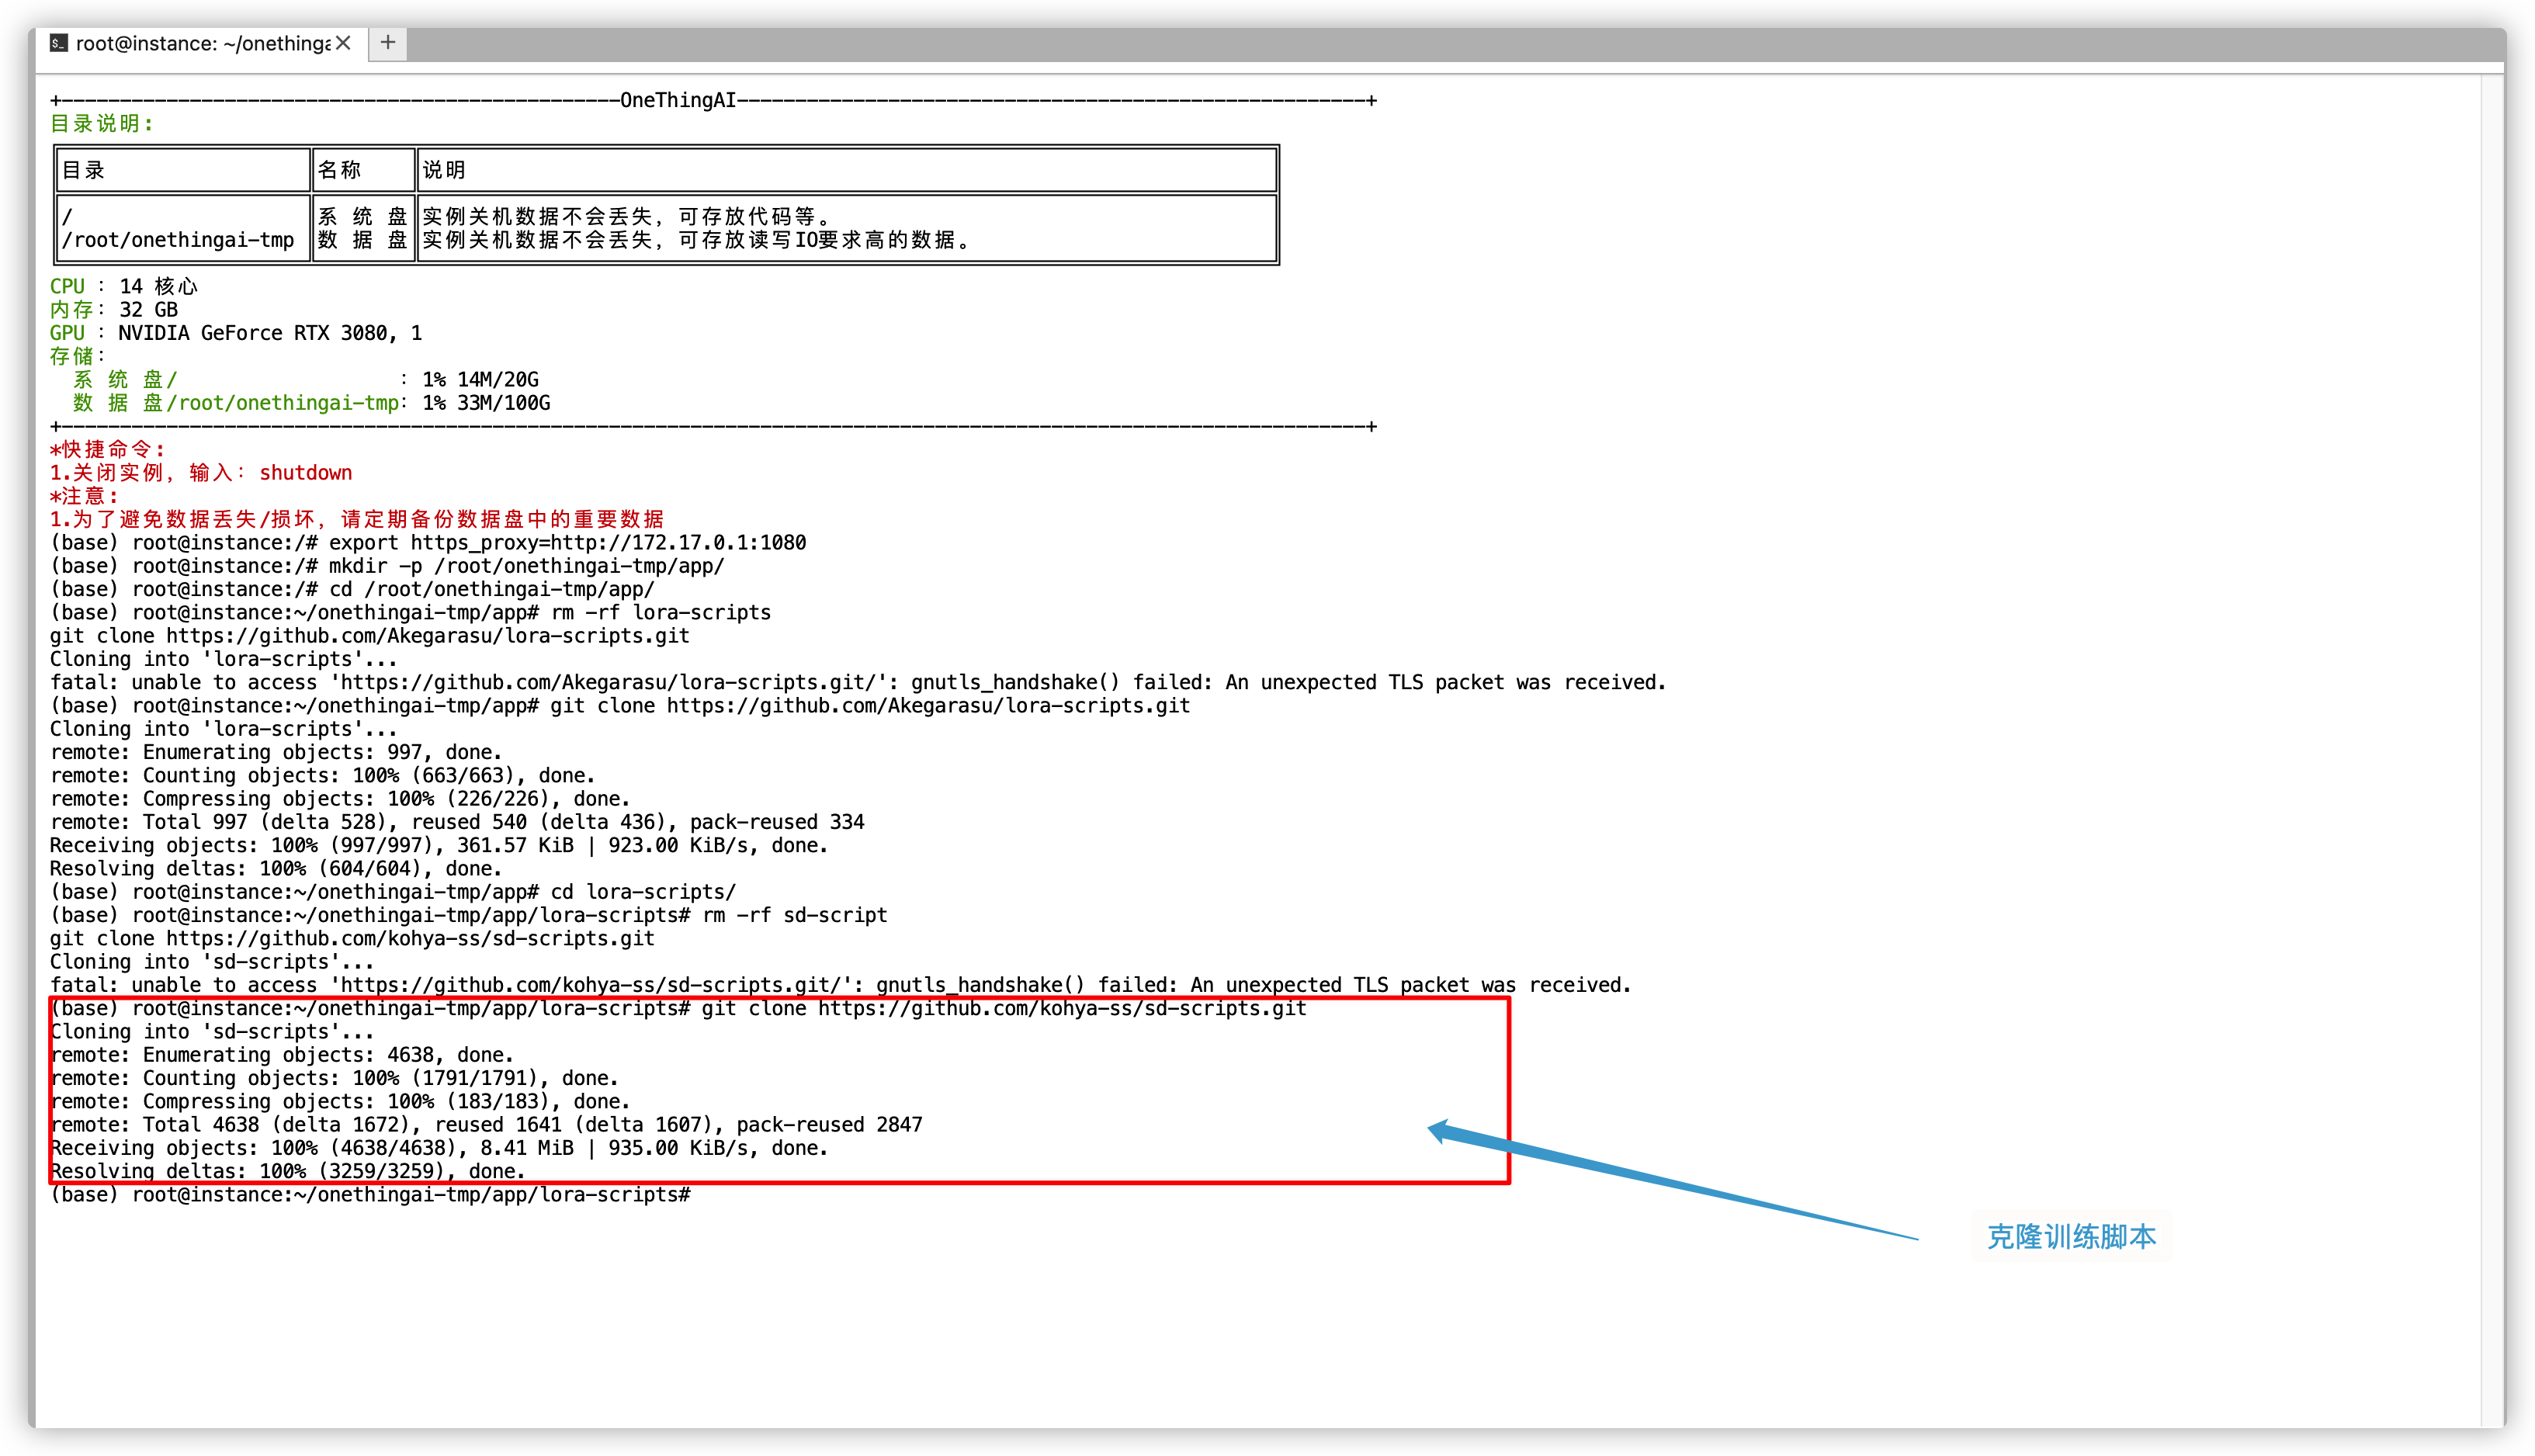 root@instance: ~/onethinga
+------------------------------------------------OneThingAI------------------------------------------------------+
目录说明:
目录 名称 说明
/ 系 统 盘 实例关机数据不会丢失，可存放代码等。
/root/onethingai-tmp 数 据 盘 实例关机数据不会丢失，可存放读写IO要求高的数据。
CPU : 14 核心
内存: 32 GB
GPU : NVIDIA GeForce RTX 3080, 1
存储:
系 统 盘/ : 1% 14M/20G
数 据 盘/root/onethingai-tmp: 1% 33M/100G
+----------------------------------------------------------------------------------------------------------------+
*快捷命令:
1.关闭实例，输入: shutdown
*注意:
1.为了避免数据丢失/损坏，请定期备份数据盘中的重要数据
(base) root@instance:/# export https_proxy=http://172.17.0.1:1080
(base) root@instance:/# mkdir -p /root/onethingai-tmp/app/
(base) root@instance:/# cd /root/onethingai-tmp/app/
(base) root@instance:~/onethingai-tmp/app# rm -rf lora-scripts
git clone https://github.com/Akegarasu/lora-scripts.git
Cloning into 'lora-scripts'...
fatal: unable to access 'https://github.com/Akegarasu/lora-scripts.git/': gnutls_handshake() failed: An unexpected TLS packet was received.
(base) root@instance:~/onethingai-tmp/app# git clone https://github.com/Akegarasu/lora-scripts.git
Cloning into 'lora-scripts'...
remote: Enumerating objects: 997, done.
remote: Counting objects: 100% (663/663), done.
remote: Compressing objects: 100% (226/226), done.
remote: Total 997 (delta 528), reused 540 (delta 436), pack-reused 334
Receiving objects: 100% (997/997), 361.57 KiB | 923.00 KiB/s, done.
Resolving deltas: 100% (604/604), done.
(base) root@instance:~/onethingai-tmp/app# cd lora-scripts/
(base) root@instance:~/onethingai-tmp/app/lora-scripts# rm -rf sd-script
git clone https://github.com/kohya-ss/sd-scripts.git
Cloning into 'sd-scripts'...
fatal: unable to access 'https://github.com/kohya-ss/sd-scripts.git/': gnutls_handshake() failed: An unexpected TLS packet was received.
(base) root@instance:~/onethingai-tmp/app/lora-scripts# git clone https://github.com/kohya-ss/sd-scripts.git
Cloning into 'sd-scripts'...
remote: Enumerating objects: 4638, done.
remote: Counting objects: 100% (1791/1791), done.
remote: Compressing objects: 100% (183/183), done.
remote: Total 4638 (delta 1672), reused 1641 (delta 1607), pack-reused 2847
Receiving objects: 100% (4638/4638), 8.41 MiB | 935.00 KiB/s, done.
Resolving deltas: 100% (3259/3259), done.
(base) root@instance:~/onethingai-tmp/app/lora-scripts#
克隆训练脚本